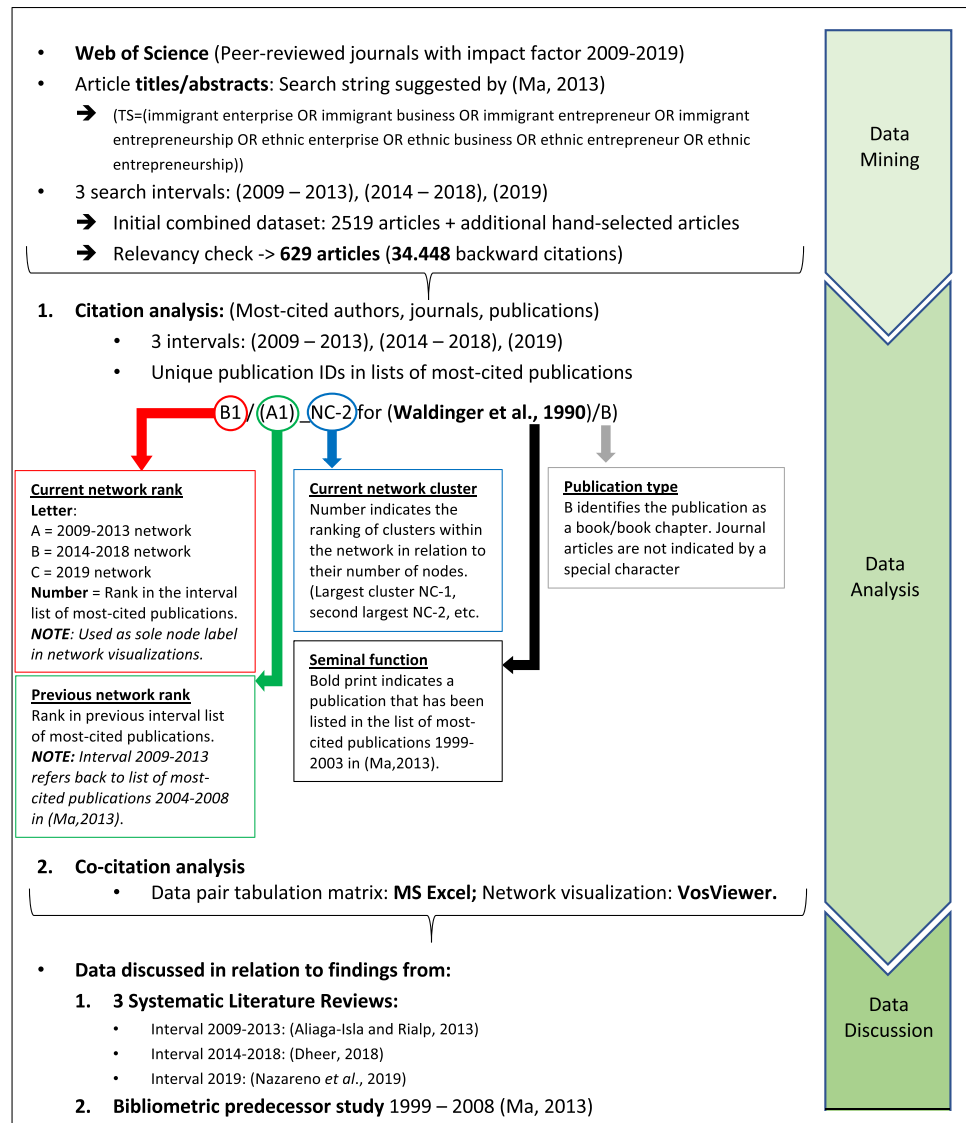 • Web of Science (Peer-reviewed journals with impact factor 2009-2019)
• Article titles/abstracts: Search string suggested by (Ma, 2013)
➔ (TS=(immigrant enterprise OR immigrant business OR immigrant entrepreneur OR immigrant
entrepreneurship OR ethnic enterprise OR ethnic business OR ethnic entrepreneur OR ethnic
entrepreneurship))
• 3 search intervals: (2009 – 2013), (2014 – 2018), (2019)
➔ Initial combined dataset: 2519 articles + additional hand-selected articles
➔ Relevancy check -> 629 articles (34.448 backward citations)
Data
Mining
1. Citation analysis: (Most-cited authors, journals, publications)
• 3 intervals: (2009 – 2013), (2014 – 2018), (2019)
• Unique publication IDs in lists of most-cited publications
B1/(A1)_NC-2 for (Waldinger et al., 1990)/B)
Current network rank
Letter:
A = 2009-2013 network
B = 2014-2018 network
C = 2019 network
Number = Rank in the interval
list of most-cited publications.
NOTE: Used as sole node label
in network visualizations.
Previous network rank
Rank in previous interval list
of most-cited publications.
NOTE: Interval 2009-2013
refers back to list of most-
cited publications 2004-2008
in (Ma,2013).
Current network cluster
Number indicates the
ranking of clusters within
the network in relation to
their number of nodes.
(Largest cluster NC-1,
second largest NC-2, etc.
Seminal function
Bold print indicates a
publication that has been
listed in the list of most-
cited publications 1999-
2003 in (Ma,2013).
Publication type
B identifies the publication as
a book/book chapter. Journal
articles are not indicated by a
special character
Data
Analysis
2. Co-citation analysis
• Data pair tabulation matrix: MS Excel; Network visualization: VosViewer.
• Data discussed in relation to findings from:
1. 3 Systematic Literature Reviews:
• Interval 2009-2013: (Aliaga-Isla and Rialp, 2013)
• Interval 2014-2018: (Dheer, 2018)
• Interval 2019: (Nazareno et al., 2019)
2. Bibliometric predecessor study 1999 – 2008 (Ma, 2013)
Data
Discussion